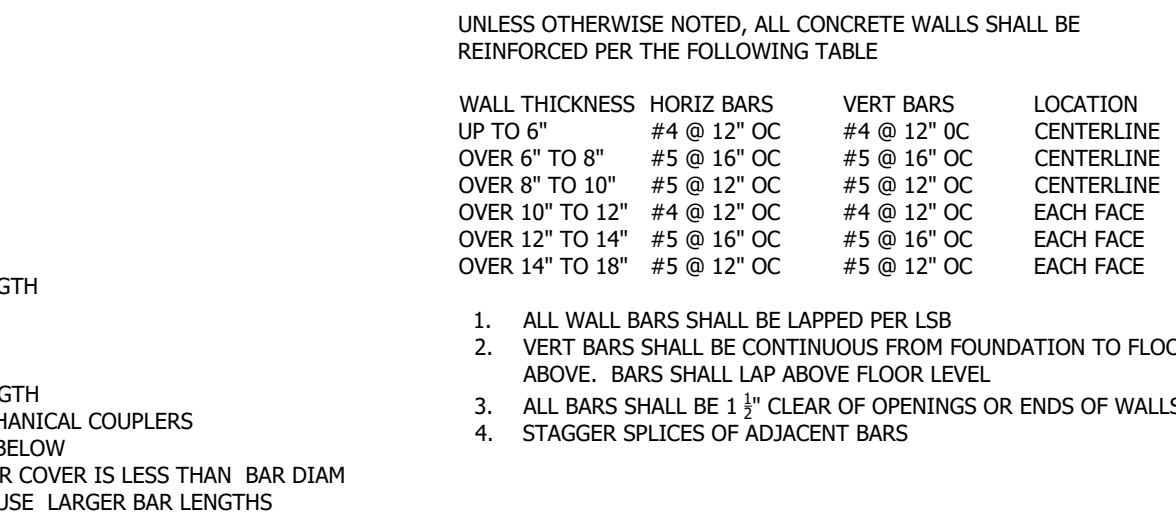 UNLESS OTHERWISE NOTED, ALL CONCRETE WALLS SHALL BE
REINFORCED PER THE FOLLOWING TABLE
WALL THICKNESS HORIZ BARS VERT BARS LOCATION
UP TO 6" #4 @ 12" OC #4 @ 12" 0C CENTERLINE
OVER 6" TO 8" #5 @ 16" OC #5 @ 16" OC CENTERLINE
OVER 8" TO 10" #5 @ 12" OC #5 @ 12" OC CENTERLINE
OVER 10" TO 12" #4 @ 12" OC #4 @ 12" OC EACH FACE
OVER 12" TO 14" #5 @ 16" OC #5 @ 16" OC EACH FACE
OVER 14" TO 18" #5 @ 12" OC #5 @ 12" OC EACH FACE
1. ALL WALL BARS SHALL BE LAPPED PER LSB
2. VERT BARS SHALL BE CONTINUOUS FROM FOUNDATION TO
ABOVE. BARS SHALL LAP ABOVE FLOOR LEVEL
3. ALL BARS SHALL BE 1 ½" CLEAR OF OPENINGS OR ENDS OF WALLS
4. STAGGER SPLICES OF ADJACENT BARS
COUPLERS
BELOW
COVER IS LESS THAN BAR DIAM
USE LARGER BAR LENGTHS